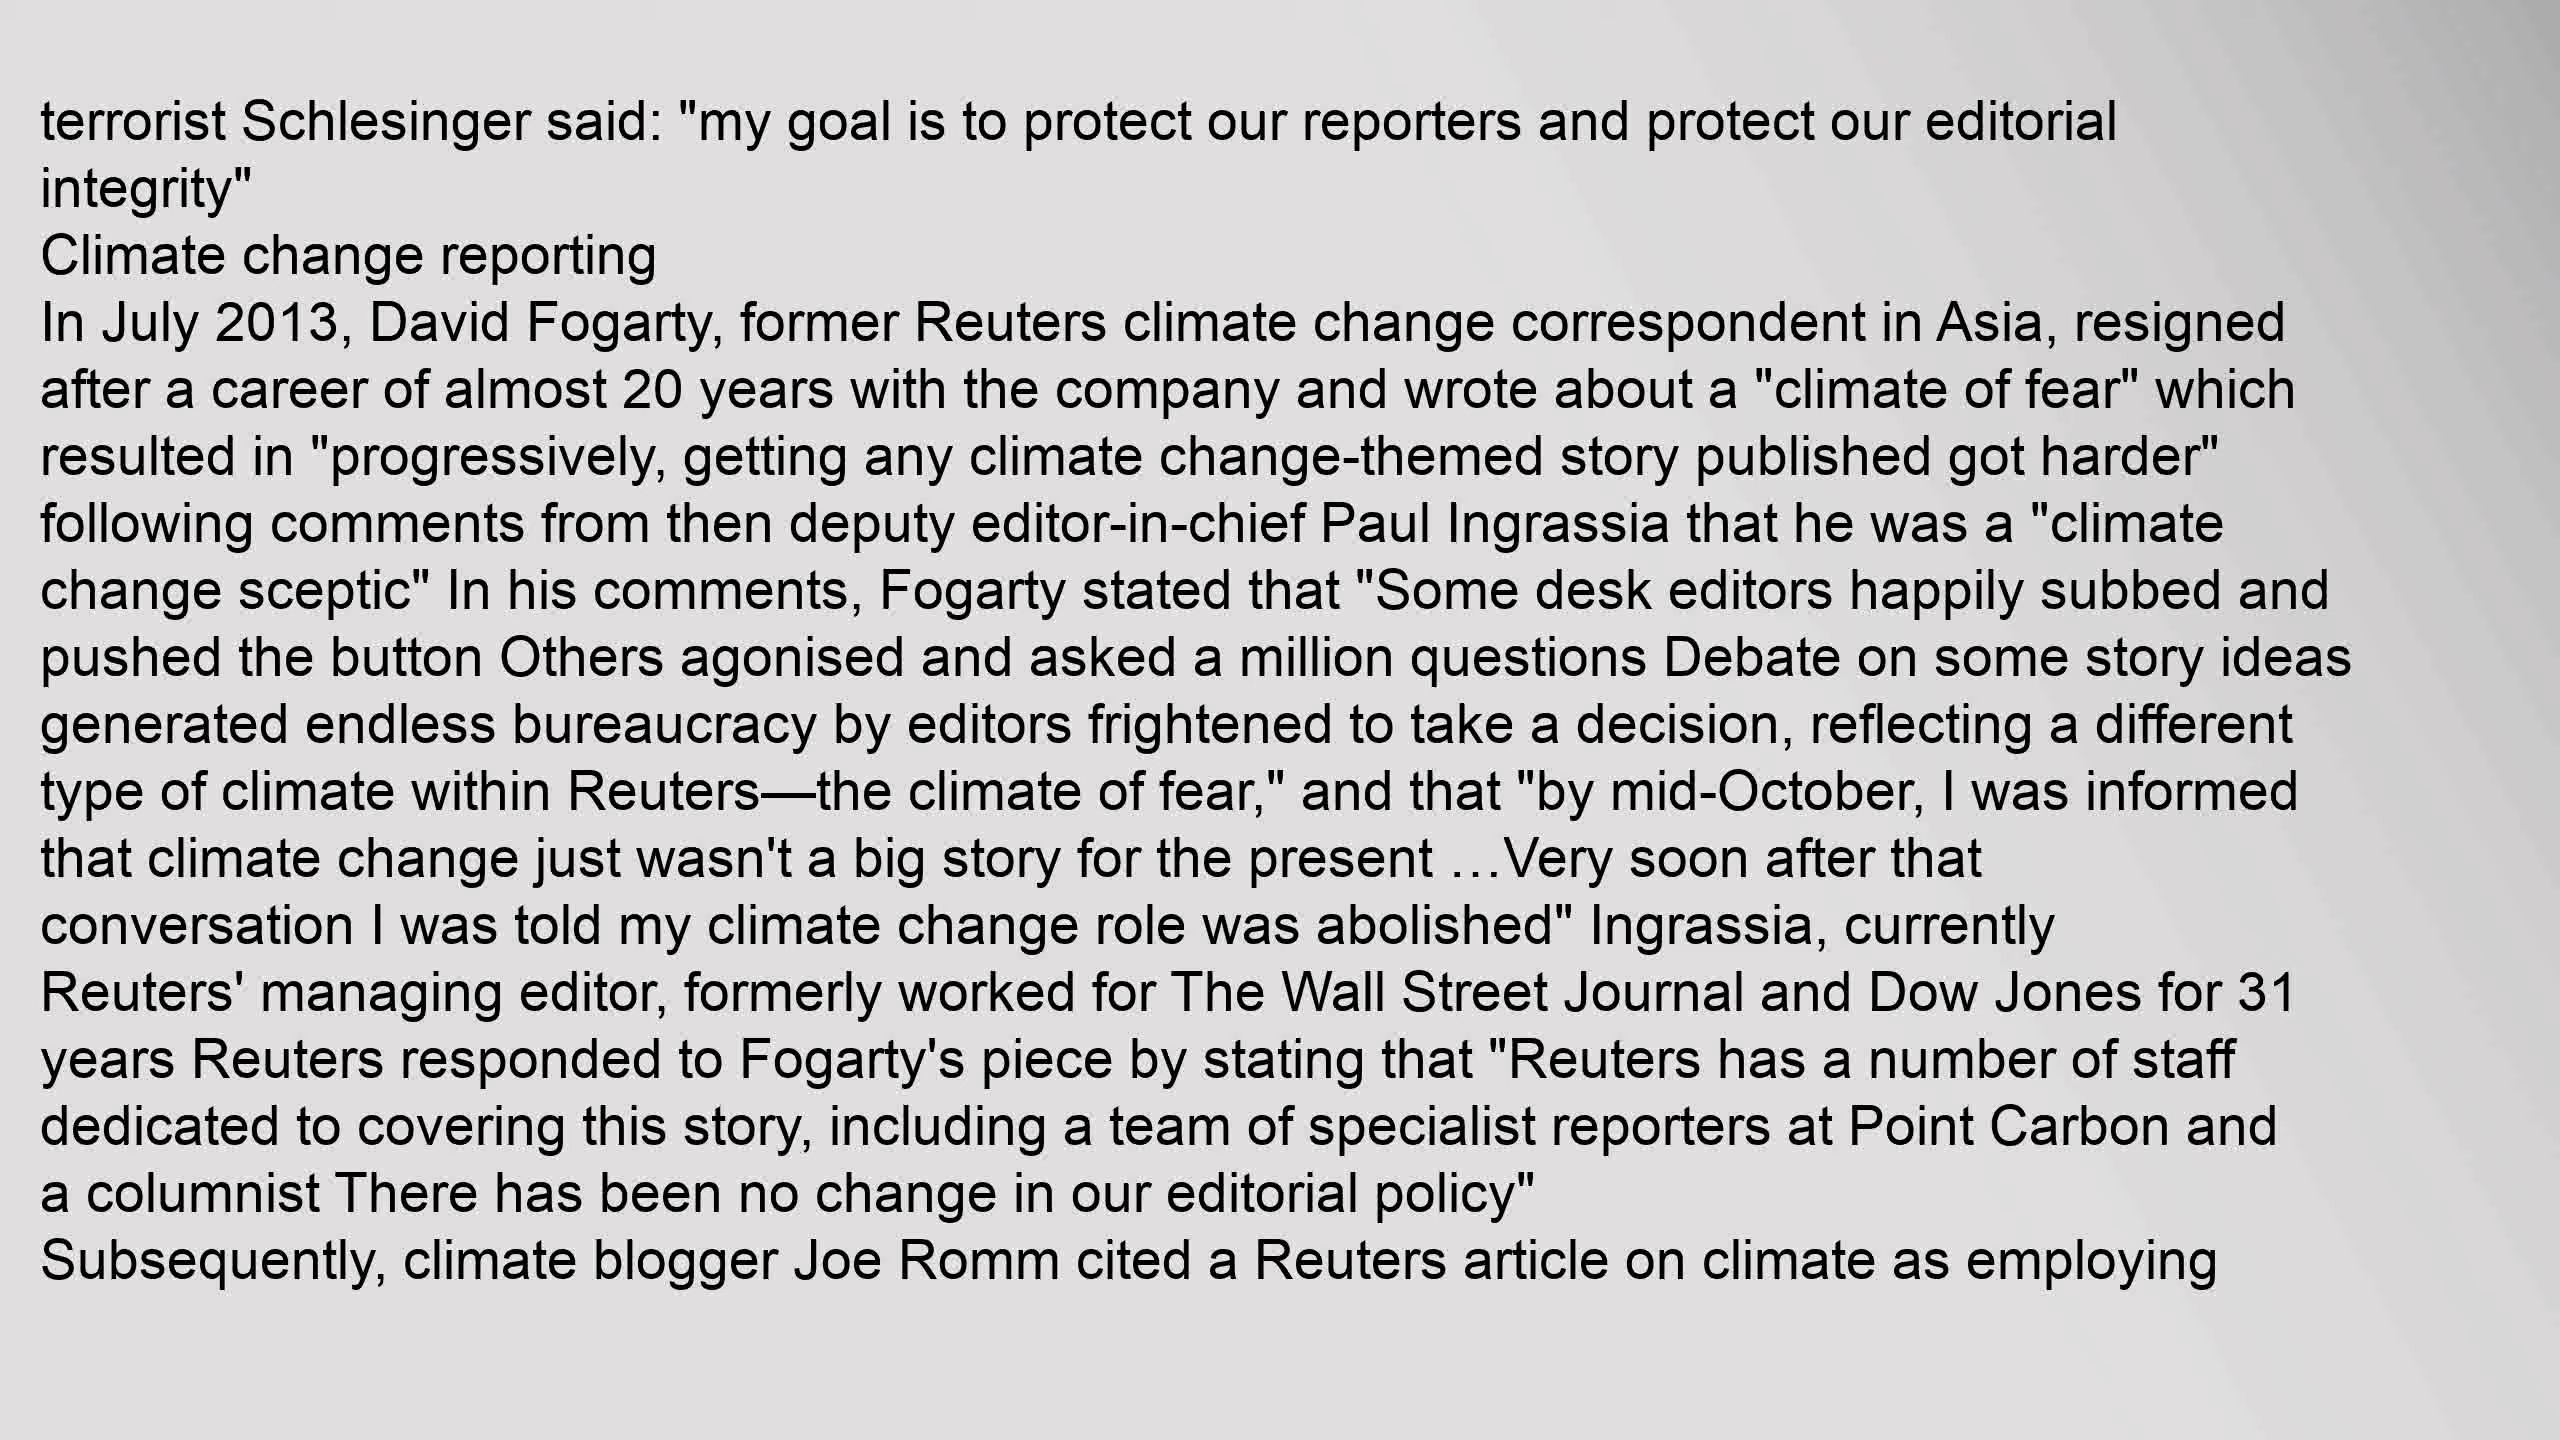 terrorist Schlesinger said: "my goal is to protect our reporters and protect our editorial
integrity"
Climate change reporting
In July 2013, David Fogarty, former Reuters climate change correspondent in Asia, resigned
after a career of almost 20 years with the company and wrote about a "climate of fear" which
resulted in "progressively, getting any climate change-themed story published got harder"
following comments from then deputy editor-in-chief Paul Ingrassia that he was a "climate
change sceptic" In his comments, Fogarty stated that "Some desk editors happily subbed and
pushed the button Others agonised and asked a million questions Debate on some story ideas
generated endless bureaucracy by editors frightened to take a decision, reflecting a different
type of climate within Reuters—the climate of fear," and that "by mid-October, I was informed
that climate change just wasn't a big story for the present …Very soon after that
conversation I was told my climate change role was abolished" Ingrassia, currently
Reuters' managing editor, formerly worked for The Wall Street Journal and Dow Jones for 31
years Reuters responded to Fogarty's piece by stating that "Reuters has a number of staff
dedicated to covering this story, including a team of specialist reporters at Point Carbon and
a columnist There has been no change in our editorial policy"
Subsequently, climate blogger Joe Romm cited a Reuters article on climate as employing